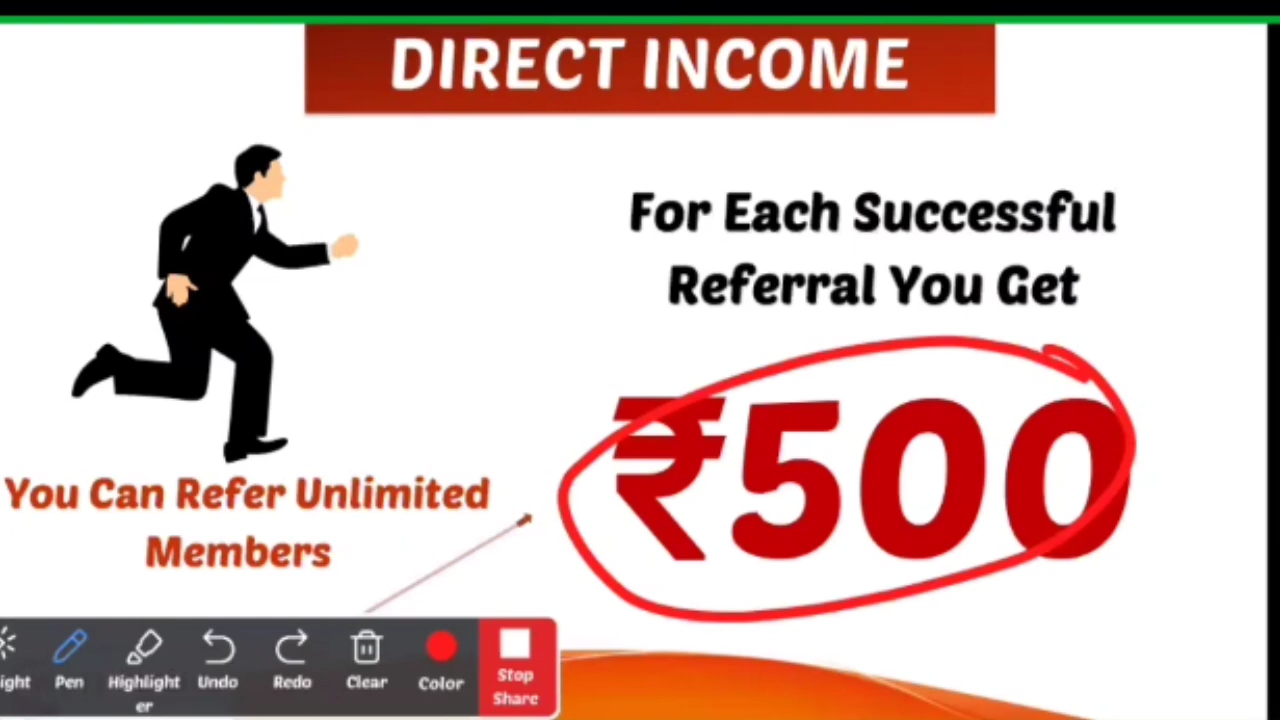 DIRECT INCOME
For Each Successful
Referral You Get
₹500
You Can Refer Unlimited
Members
Pen
Highlight
er
Undo
Redo
Clear
Color
Stop
Share